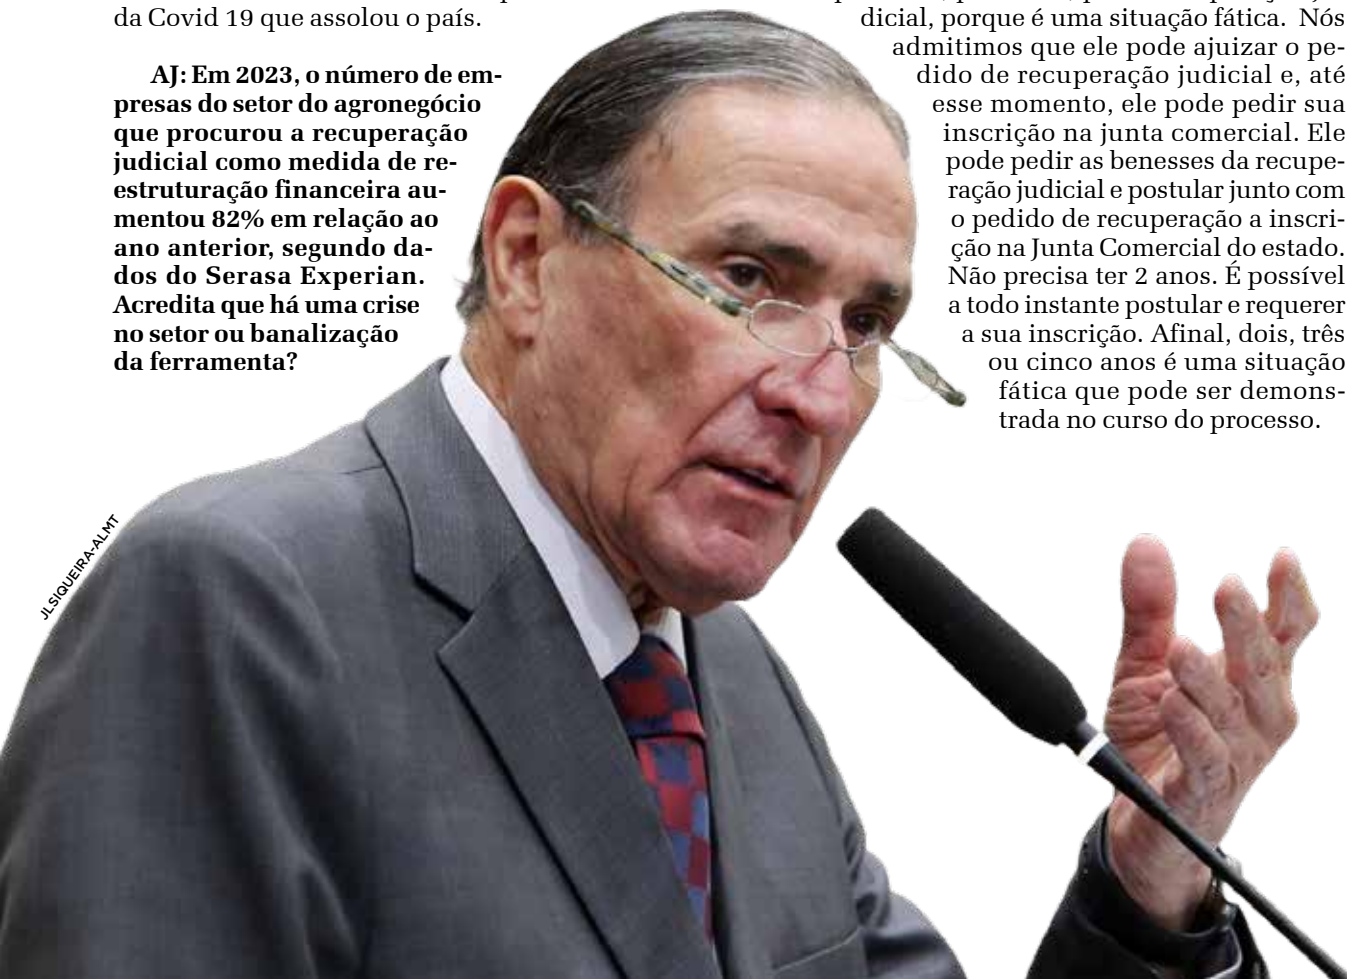 da Covid 19 que assolou o país.
AJ: Em 2023, o número de em-
presas do setor do agronegócio
que procurou a recuperação
judicial como medida de re-
estruturação financeira au-
mentou 82% em relação ao
ano anterior, segundo da-
dos do Serasa Experian.
Acredita que há uma crise
no setor ou banalização
da ferramenta?
JLSIQUEIRA-ALMT
dicial, porque é uma situação fática. Nós
admitimos que ele pode ajuizar o pe-
dido de recuperação judicial e, até
esse momento, ele pode pedir sua
inscrição na junta comercial. Ele
pode pedir as benesses da recupe-
ração judicial e postular junto com
o pedido de recuperação a inscri-
ção na Junta Comercial do estado.
Não precisa ter 2 anos. É possível
a todo instante postular e requerer
a sua inscrição. Afinal, dois, três
ou cinco anos é uma situação
fática que pode ser demons-
trada no curso do processo.